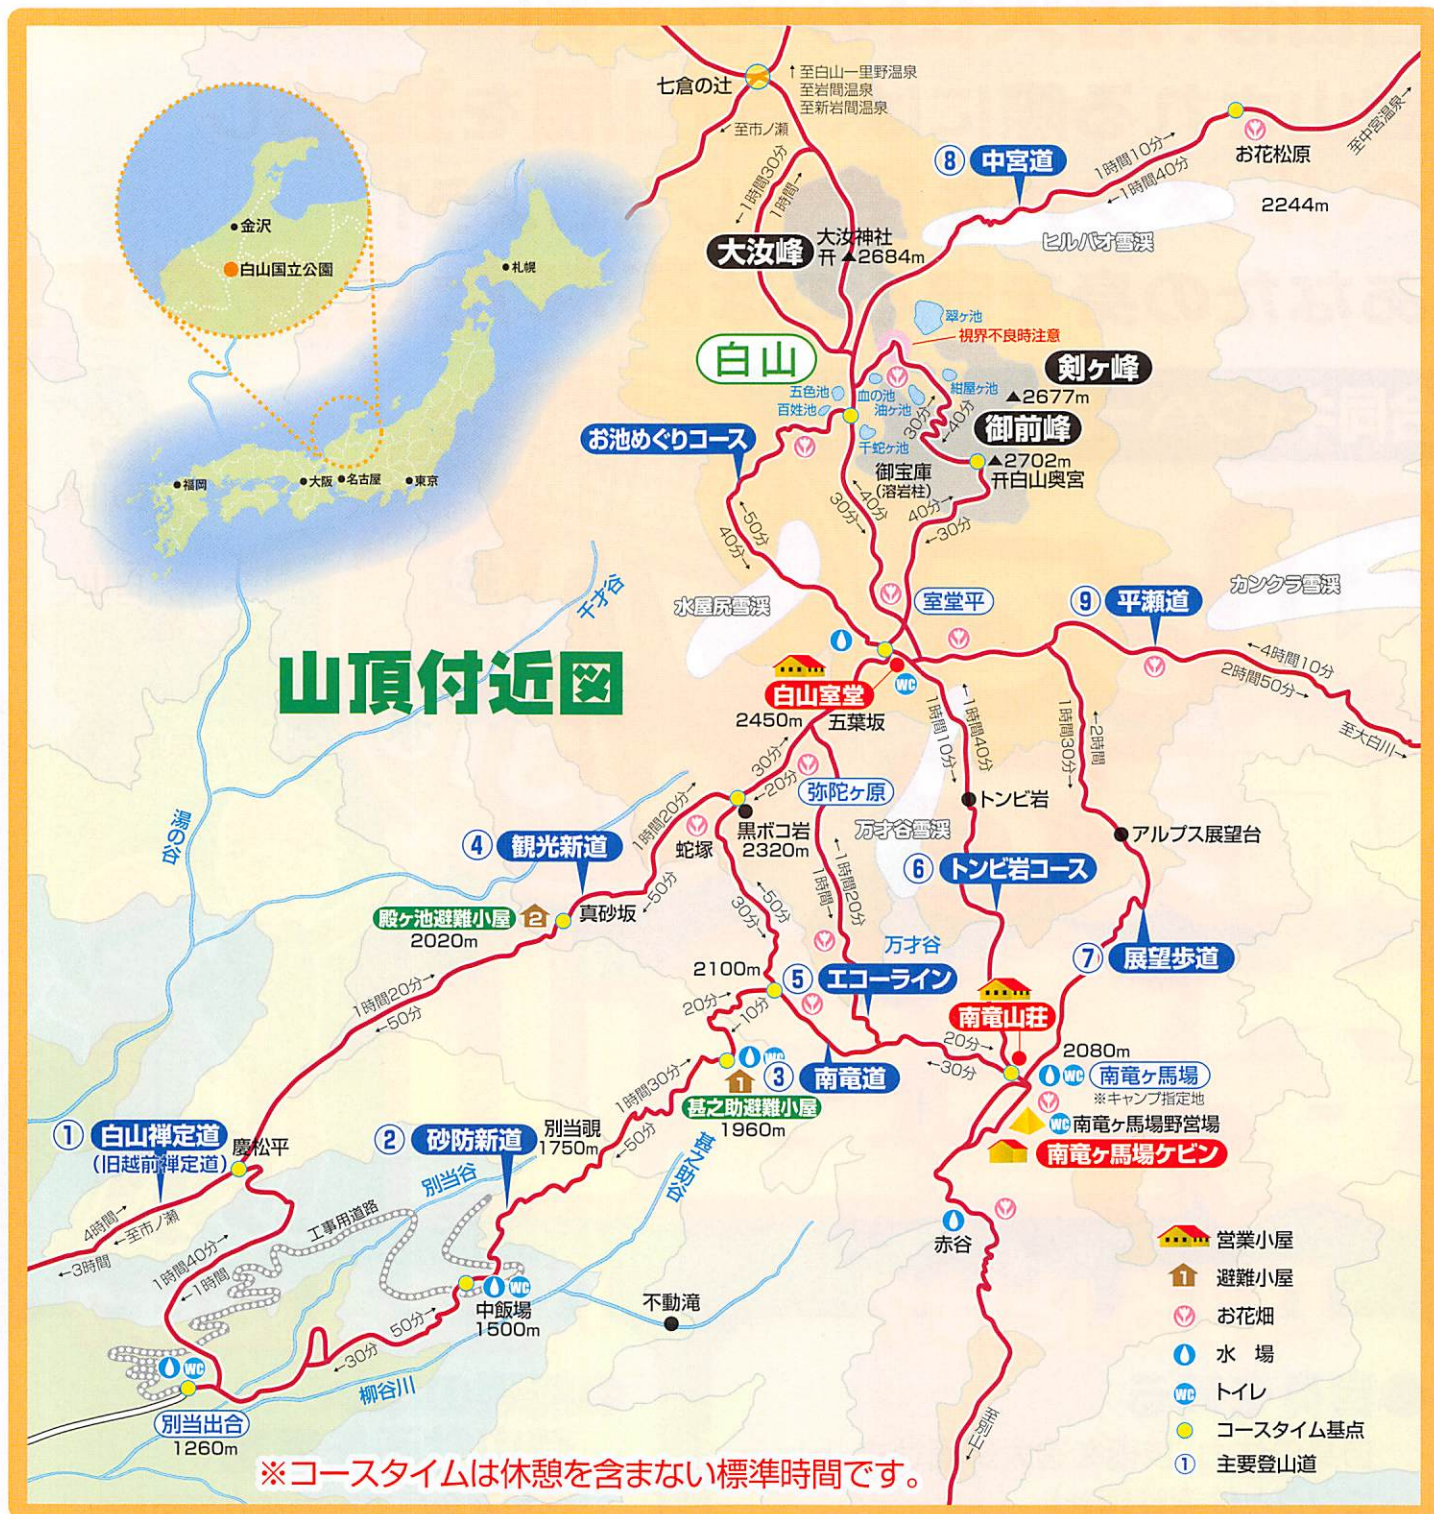 七倉の辻
↑至白山一里野温泉
至岩間温泉
至新岩間温泉
←至市ノ瀬
至中宮温泉→
お花松原
2244m
⑧ 中宮道
1時間10分→
←1時間40分
ヒルバオ雪渓
←1時間30分
1時間→
大汝峰
大汝神社
2684m
金沢
白山国立公園
札幌
福岡
大阪
名古屋
東京
白山
翠ヶ池
視界不良時注意
剣ヶ峰
▲2677m
紺屋ヶ池
五色池
百姓池
血の池
油ヶ池
千蛇ヶ池
30分→
←40分
御前峰
▲2702m
白山奥宮
お池めぐりコース
御宝庫
(溶岩柱)
←40分
30分→
40分→
←30分
←50分
40分→
千才谷
水屋尻雪渓
室堂平
カンクラ雪渓
⑨ 平瀬道
←4時間10分
2時間50分→
至大白川→
山頂付近図
白山室堂
2450m
五葉坂
WC
←1時間40分
1時間10分→
←2時間
1時間30分→
30分→
←20分
弥陀ヶ原
トンビ岩
アルプス展望台
万才谷雪渓
湯の谷
黒ボコ岩
2320m
蛇塚
1時間20分→
←50分
④ 観光新道
真砂坂
殿ヶ池避難小屋
2020m
2
⑥ トンビ岩コース
←1時間20分
1時間→
←50分
30分→
万才谷
⑦ 展望歩道
2100m
⑤ エコーライン
20分→
←10分
南竜山荘
2080m
20分→
←30分
WC
南竜ヶ馬場
※キャンプ指定地
WC
南竜ヶ馬場野営場
南竜ヶ馬場ケビン
1時間20分→
←50分
WC
③ 南竜道
1
甚之助避難小屋
1960m
1時間30分→
←50分
別当覗
1750m
① 白山禅定道
(旧越前禅定道)
慶松平
② 砂防新道
別当谷
甚之助谷
工事用道路
4時間→
←至市ノ瀬
←3時間
1時間40分→
←1時間
WC
中飯場
1500m
不動滝
赤谷
50分→
←30分
柳谷川
WC
別当出合
1260m
至別山→
営業小屋
1
避難小屋
お花畑
水 場
WC
トイレ
コースタイム基点
① 主要登山道
※コースタイムは休憩を含まない標準時間です。